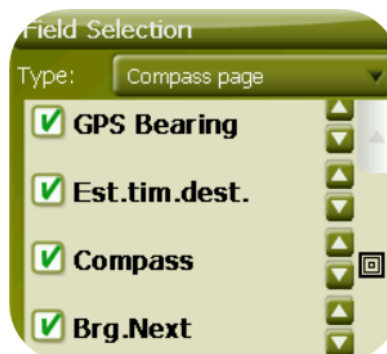 Field Selection
Type: Compass page
GPS Bearing
Est.tim.dest.
Compass
Brg.Next